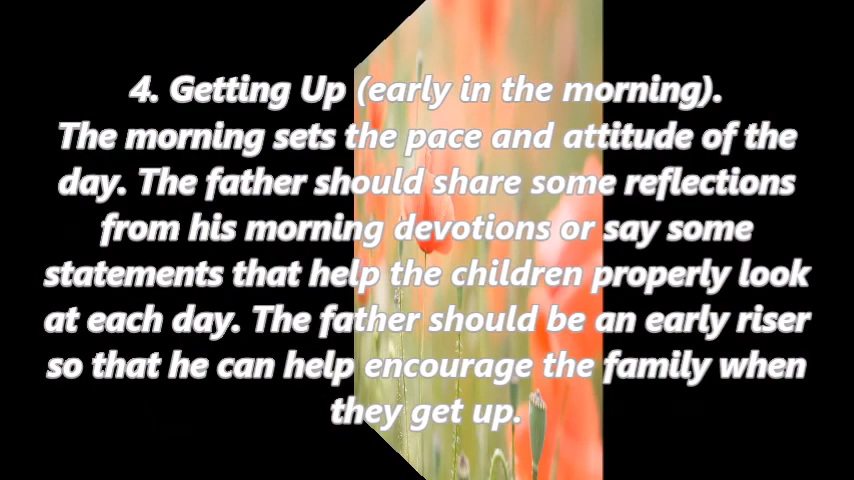 4. Getting Up (early in the morning).
The morning sets the pace and attitude of the
day. The father should share some reflections
from his morning devotions or say some
statements that help the children properly look
at each day. The father should be an early riser
so that he can help encourage the family when
they get up.